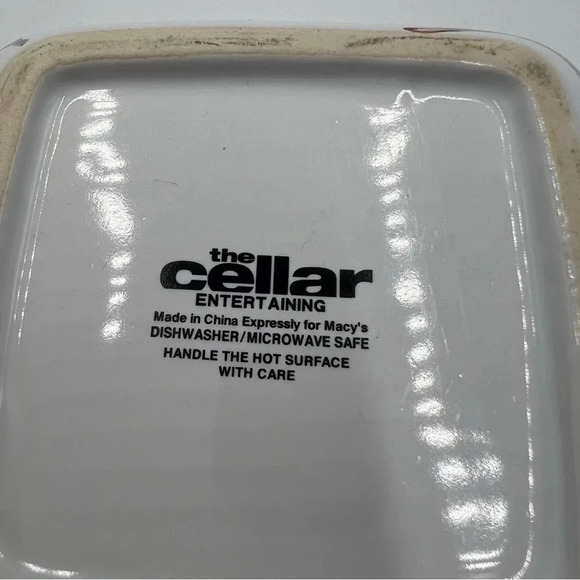 the
cellar
ENTERTAINING
Made in China Expressly for Macy's
DISHWASHER/MICROWAVE SAFE
HANDLE THE HOT SURFACE
WITH CARE